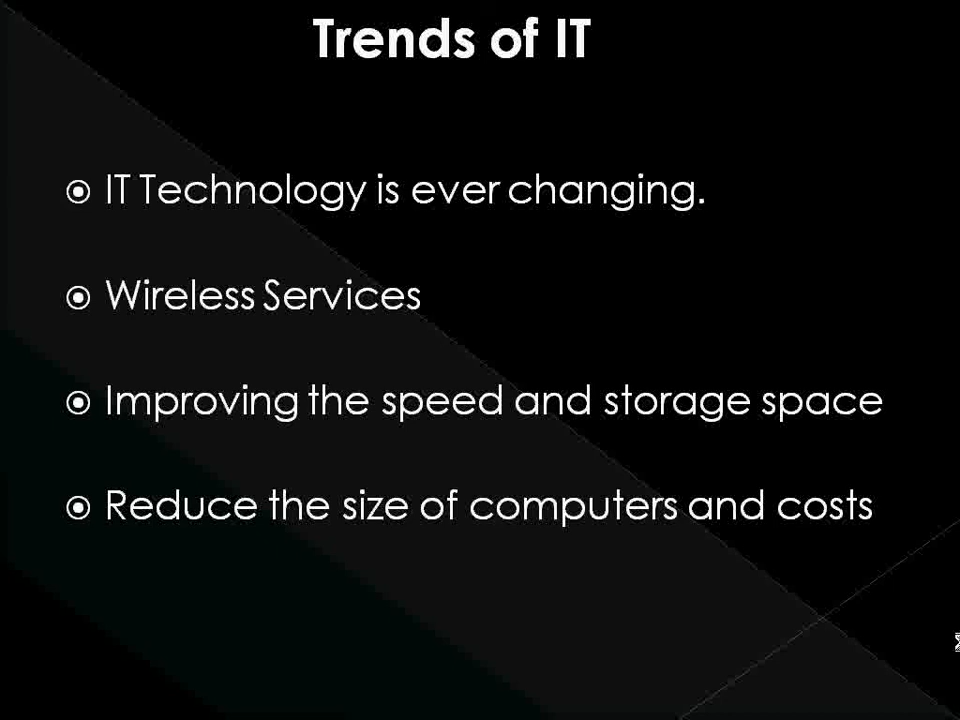 Trends of IT
IT Technology is ever changing.
Wireless Services
Improving the speed and storage space
Reduce the size of computers and costs